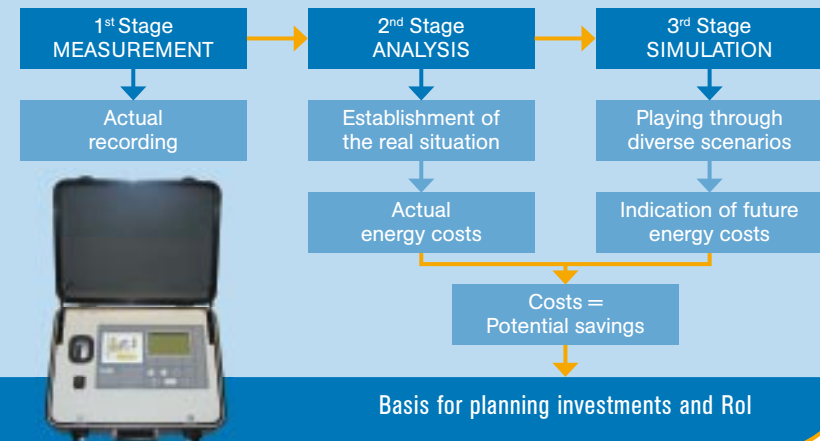 1st Stage
MEASUREMENT
2nd Stage
ANALYSIS
3rd Stage
SIMULATION
Actual
recording
Establishment of
the real situation
Playing through
diverse scenarios
Actual
energy costs
Indication of future
energy costs
Costs =
Potential savings
Basis for planning investments and RoI